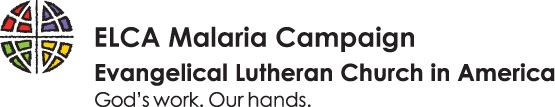 ELCA Malaria Campaign
Evangelical Lutheran Church in America
God's work. Our hands.